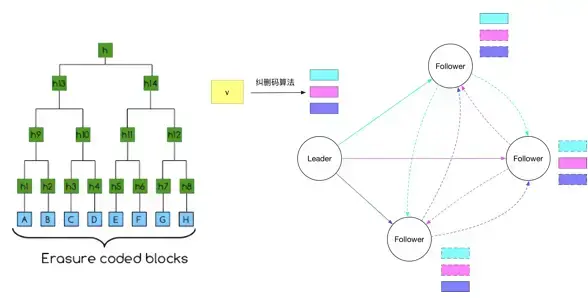 h
h13 h14
h9 h10 h11 h12
h1 h2 h3 h4 h5 h6 h7 h8
A B C D E F G H
Erasure coded blocks
v
纠删码算法
Follower
Leader
Follower
Follower